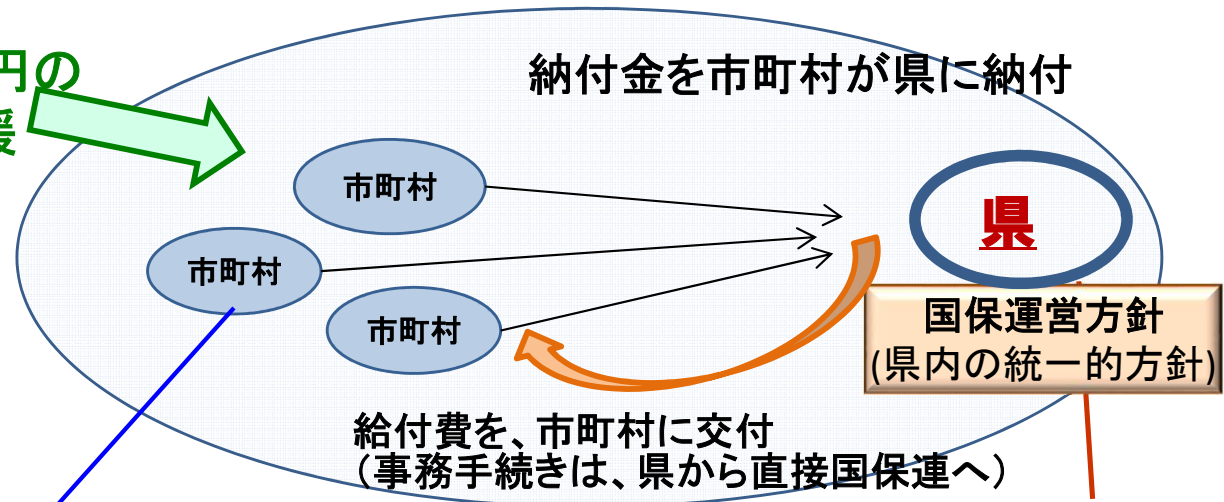 円の
援
納付金を市町村が県に納付
市町村
市町村
市町村
県
国保運営方針
(県内の統一的方針)
給付費を、市町村に交付
（事務手続きは、県から直接国保連へ）